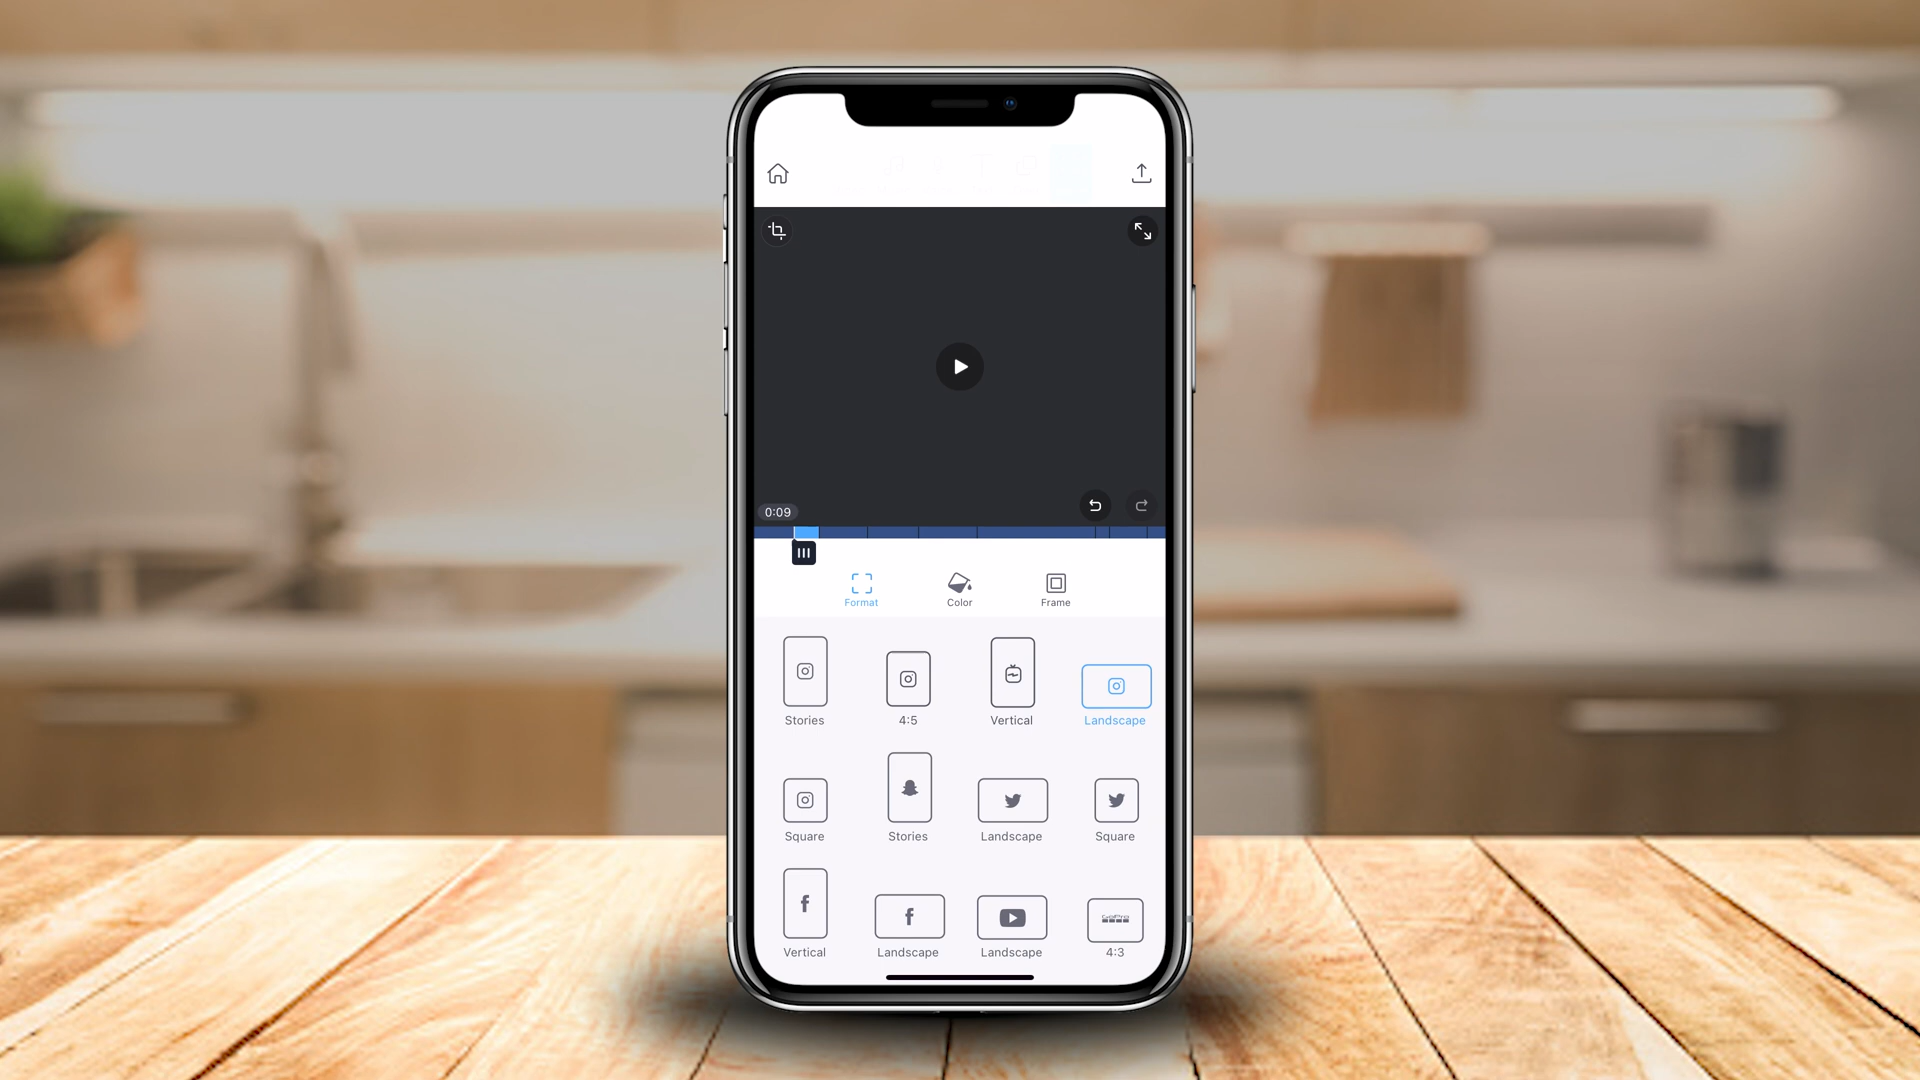 0:09
Format Color Frame
Stories 4:5 Vertical Landscape
Square Stories Landscape Square
GoPro
Vertical Landscape Landscape 4:3